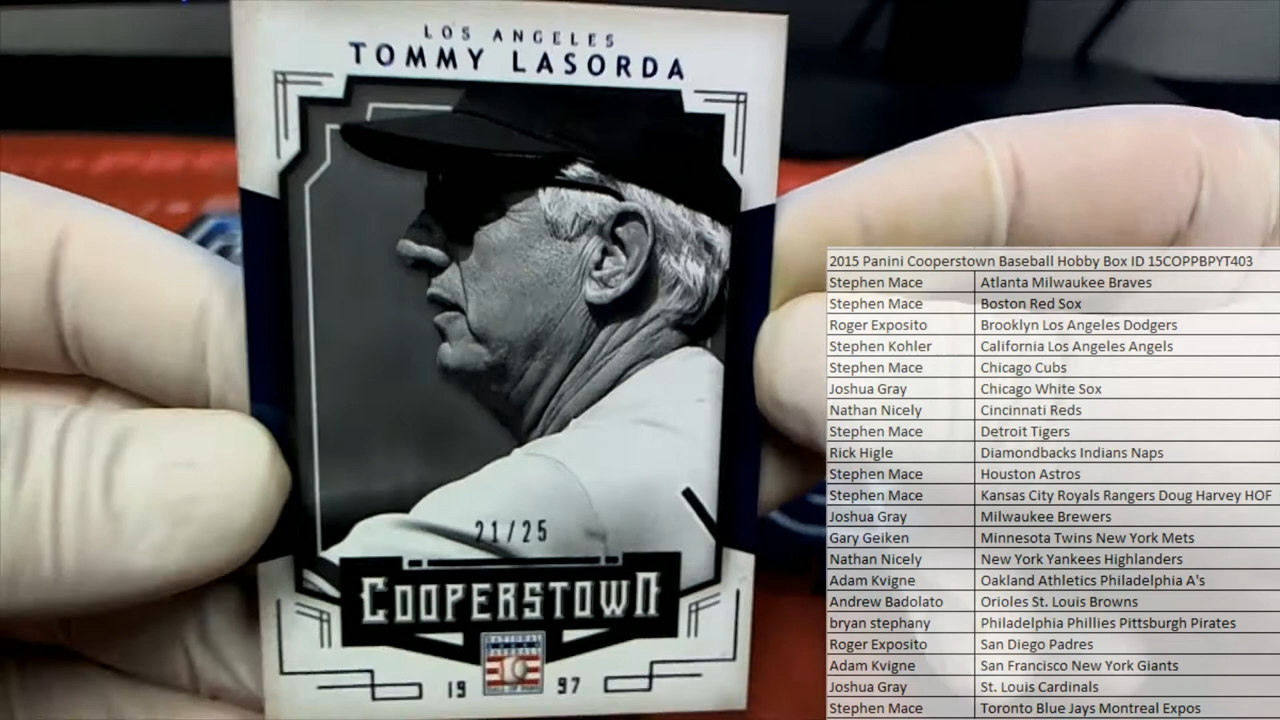 LOS ANGELES
TOMMY LASORDA
21/25
COOPERSTOWN
NATIONAL
BASEBALL
19 97
2015 Panini Cooperstown Baseball Hobby Box ID 15COPPBPYT403
Stephen Mace Atlanta Milwaukee Braves
Stephen Mace Boston Red Sox
Roger Exposito Brooklyn Los Angeles Dodgers
Stephen Kohler California Los Angeles Angels
Stephen Mace Chicago Cubs
Joshua Gray Chicago White Sox
Nathan Nicely Cincinnati Reds
Stephen Mace Detroit Tigers
Rick Higle Diamondbacks Indians Naps
Stephen Mace Houston Astros
Stephen Mace Kansas City Royals Rangers Doug Harvey HOF
Joshua Gray Milwaukee Brewers
Gary Geiken Minnesota Twins New York Mets
Nathan Nicely New York Yankees Highlanders
Adam Kvigne Oakland Athletics Philadelphia A's
Andrew Badolato Orioles St. Louis Browns
bryan stephany Philadelphia Phillies Pittsburgh Pirates
Roger Exposito San Diego Padres
Adam Kvigne San Francisco New York Giants
Joshua Gray St. Louis Cardinals
Stephen Mace Toronto Blue Jays Montreal Expos